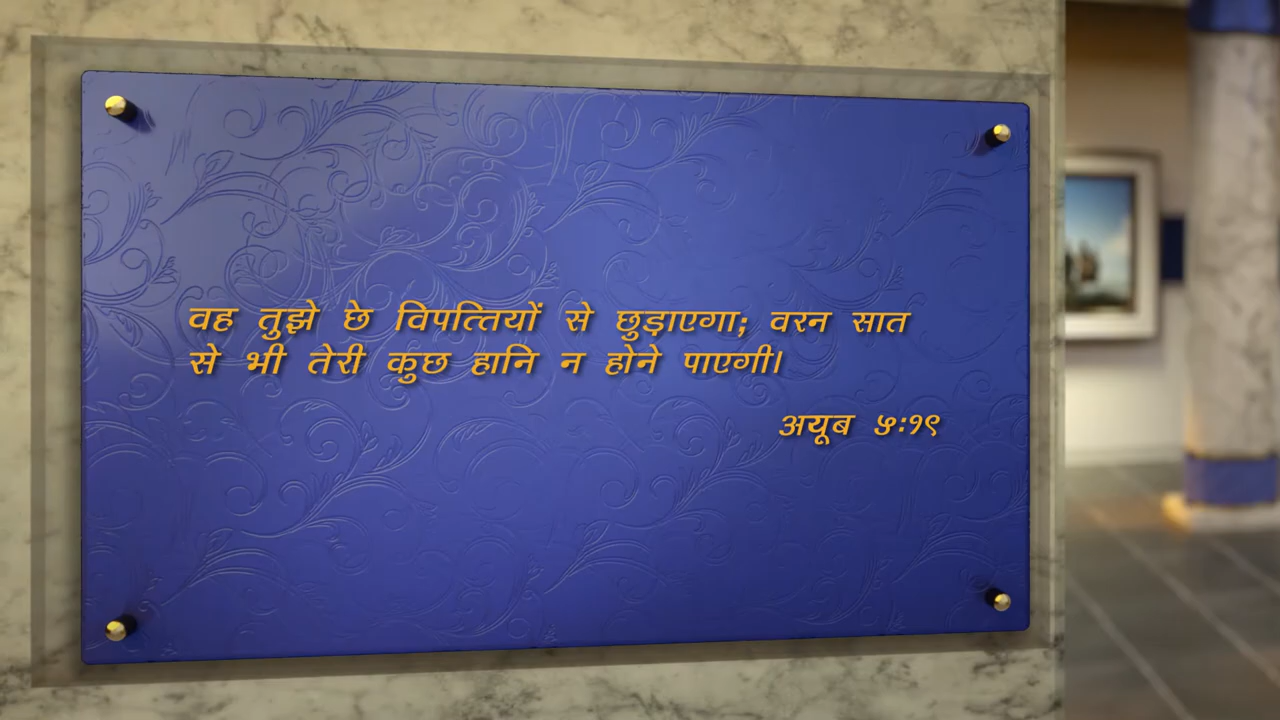 वह तुझे छे विपत्तियों से छुड़ाएगा; वरन सात
से भी तेरी कुछ हानि न होने पाएगी।
अयूब ५:१९